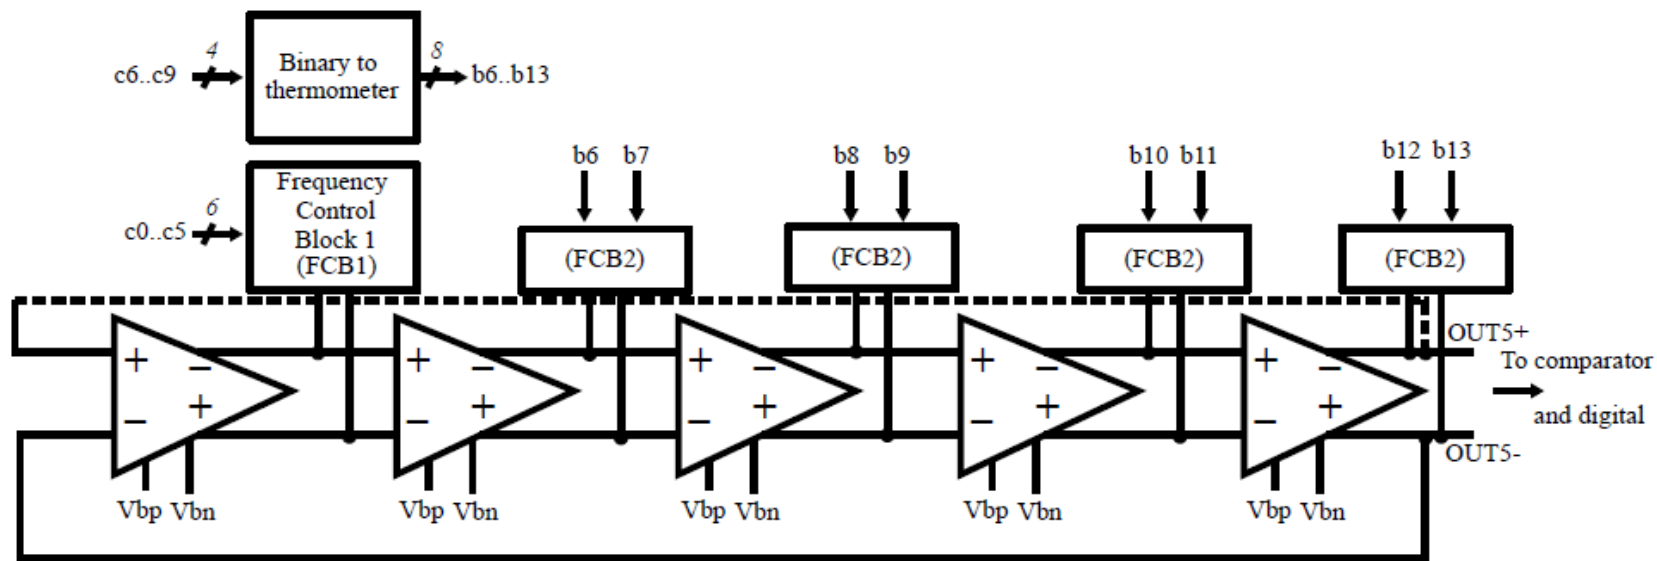 4
8
c6..c9
Binary to
thermometer
b6..b13
b6 b7
b8 b9
b10 b11
b12 b13
6
c0..c5
Frequency
Control
Block 1
(FCB1)
(FCB2)
(FCB2)
(FCB2)
(FCB2)
OUT5+
+ −
− +
+ −
− +
+ −
− +
+ −
− +
+ −
− +
To comparator
and digital
OUT5-
Vbp Vbn
Vbp Vbn
Vbp Vbn
Vbp Vbn
Vbp Vbn